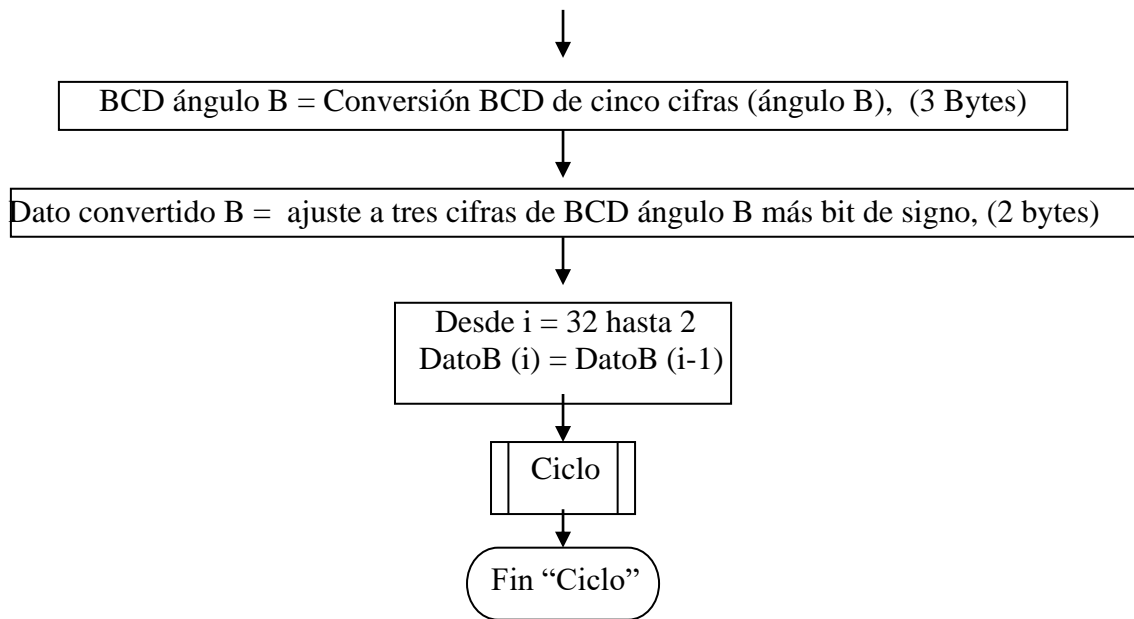 BCD ángulo B = Conversión BCD de cinco cifras (ángulo B), (3 Bytes)
Dato convertido B = ajuste a tres cifras de BCD ángulo B más bit de signo, (2 bytes)
Desde i = 32 hasta 2
DatoB (i) = DatoB (i-1)
Ciclo
Fin “Ciclo”